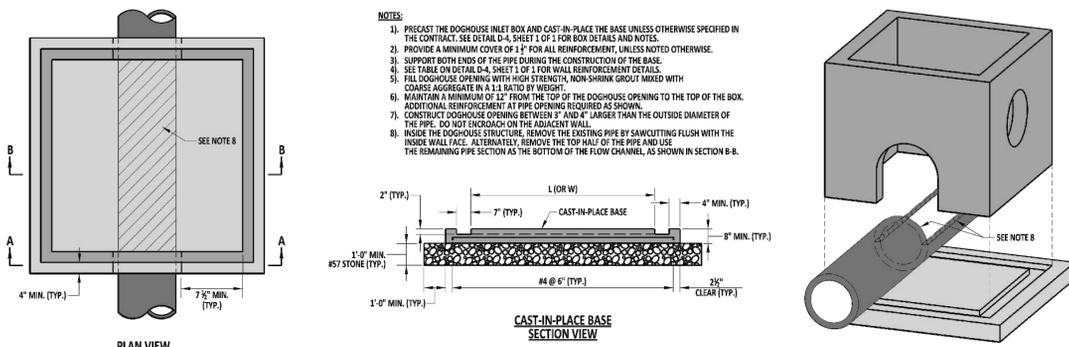 NOTES:
1). PRECAST THE DOGHOUSE INLET BOX AND CAST-IN-PLACE THE BASE UNLESS OTHERWISE SPECIFIED IN
THE CONTRACT. SEE DETAIL D-4, SHEET 1 OF 1 FOR BOX DETAILS AND NOTES.
2). PROVIDE A MINIMUM COVER OF 1½" FOR ALL REINFORCEMENT, UNLESS NOTED OTHERWISE.
3). SUPPORT BOTH ENDS OF THE PIPE DURING THE CONSTRUCTION OF THE BASE.
4). SEE TABLE ON DETAIL D-4, SHEET 1 OF 1 FOR WALL REINFORCEMENT DETAILS.
5). FILL DOGHOUSE OPENING WITH HIGH STRENGTH, NON-SHRINK GROUT MIXED WITH
COARSE AGGREGATE IN A 1:1 RATIO BY WEIGHT.
6). MAINTAIN A MINIMUM OF 12" FROM THE TOP OF THE DOGHOUSE OPENING TO THE TOP OF THE BOX.
ADDITIONAL REINFORCEMENT AT PIPE OPENING REQUIRED AS SHOWN.
7). CONSTRUCT DOGHOUSE OPENING BETWEEN 3" AND 4" LARGER THAN THE OUTSIDE DIAMETER OF
THE PIPE. DO NOT ENCROACH ON THE ADJACENT WALL.
8). INSIDE THE DOGHOUSE STRUCTURE, REMOVE THE EXISTING PIPE BY SAWCUTTING FLUSH WITH THE
INSIDE WALL FACE. ALTERNATELY, REMOVE THE TOP HALF OF THE PIPE AND USE
THE REMAINING PIPE SECTION AS THE BOTTOM OF THE FLOW CHANNEL, AS SHOWN IN SECTION B-B.
SEE NOTE 8
B
B
A
A
4" MIN. (TYP.)
7 ½" MIN.
(TYP.)
PLAN VIEW
L (OR W)
2" (TYP.)
7" (TYP.)
CAST-IN-PLACE BASE
4" MIN. (TYP.)
8" MIN. (TYP.)
1'-0" MIN.
#57 STONE (TYP.)
1'-0" MIN. (TYP.)
#4 @ 6" (TYP.)
2½"
CLEAR (TYP.)
CAST-IN-PLACE BASE
SECTION VIEW
SEE NOTE 8